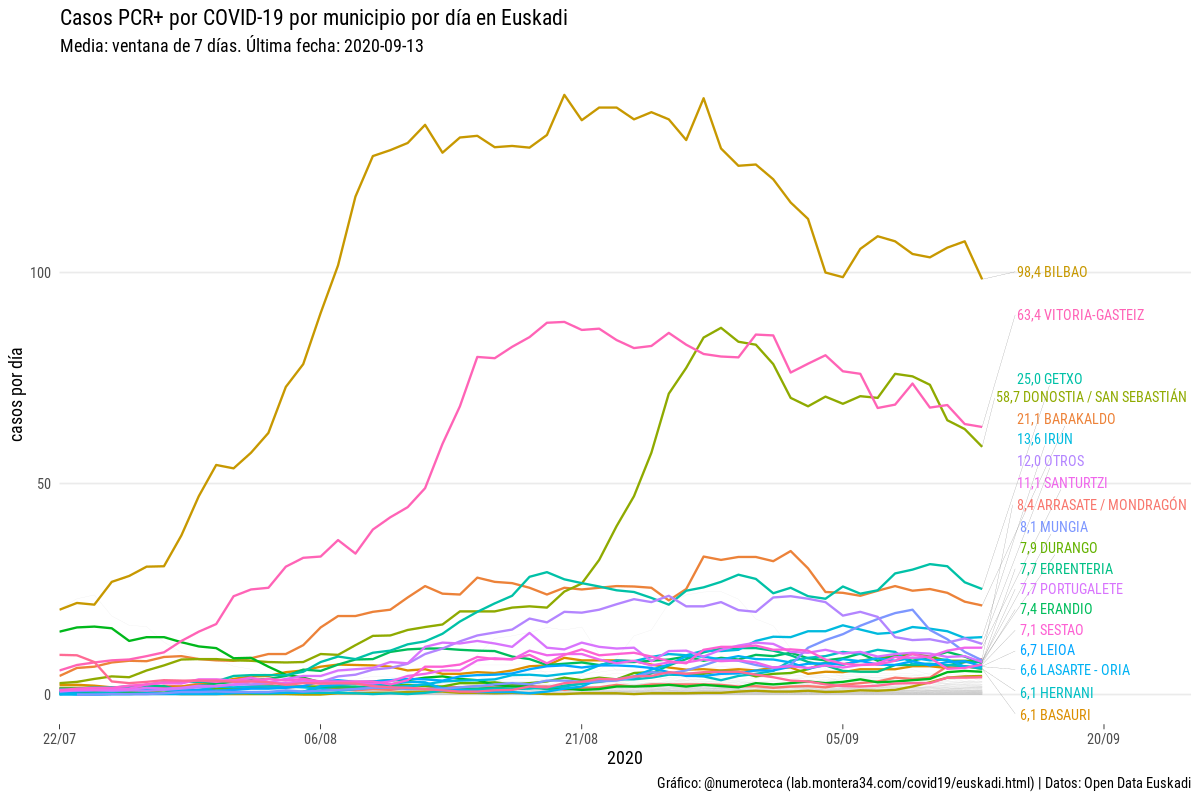 Casos PCR+ por COVID-19 por municipio por día en Euskadi
Media: ventana de 7 días. Última fecha: 2020-09-13
casos por día
100
50
0
98,4 BILBAO
63,4 VITORIA-GASTEIZ
25,0 GETXO
58,7 DONOSTIA / SAN SEBASTIÁN
21,1 BARAKALDO
13,6 IRUN
12,0 OTROS
11,1 SANTURTZI
8,4 ARRASATE / MONDRAGÓN
8,1 MUNGIA
7,9 DURANGO
7,7 ERRENTERIA
7,7 PORTUGALETE
7,4 ERANDIO
7,1 SESTAO
6,7 LEIOA
6,6 LASARTE - ORIA
6,1 HERNANI
6,1 BASAURI
22/07
06/08
21/08
05/09
20/09
2020
Gráfico: @numeroteca (lab.montera34.com/covid19/euskadi.html) | Datos: Open Data Euskadi